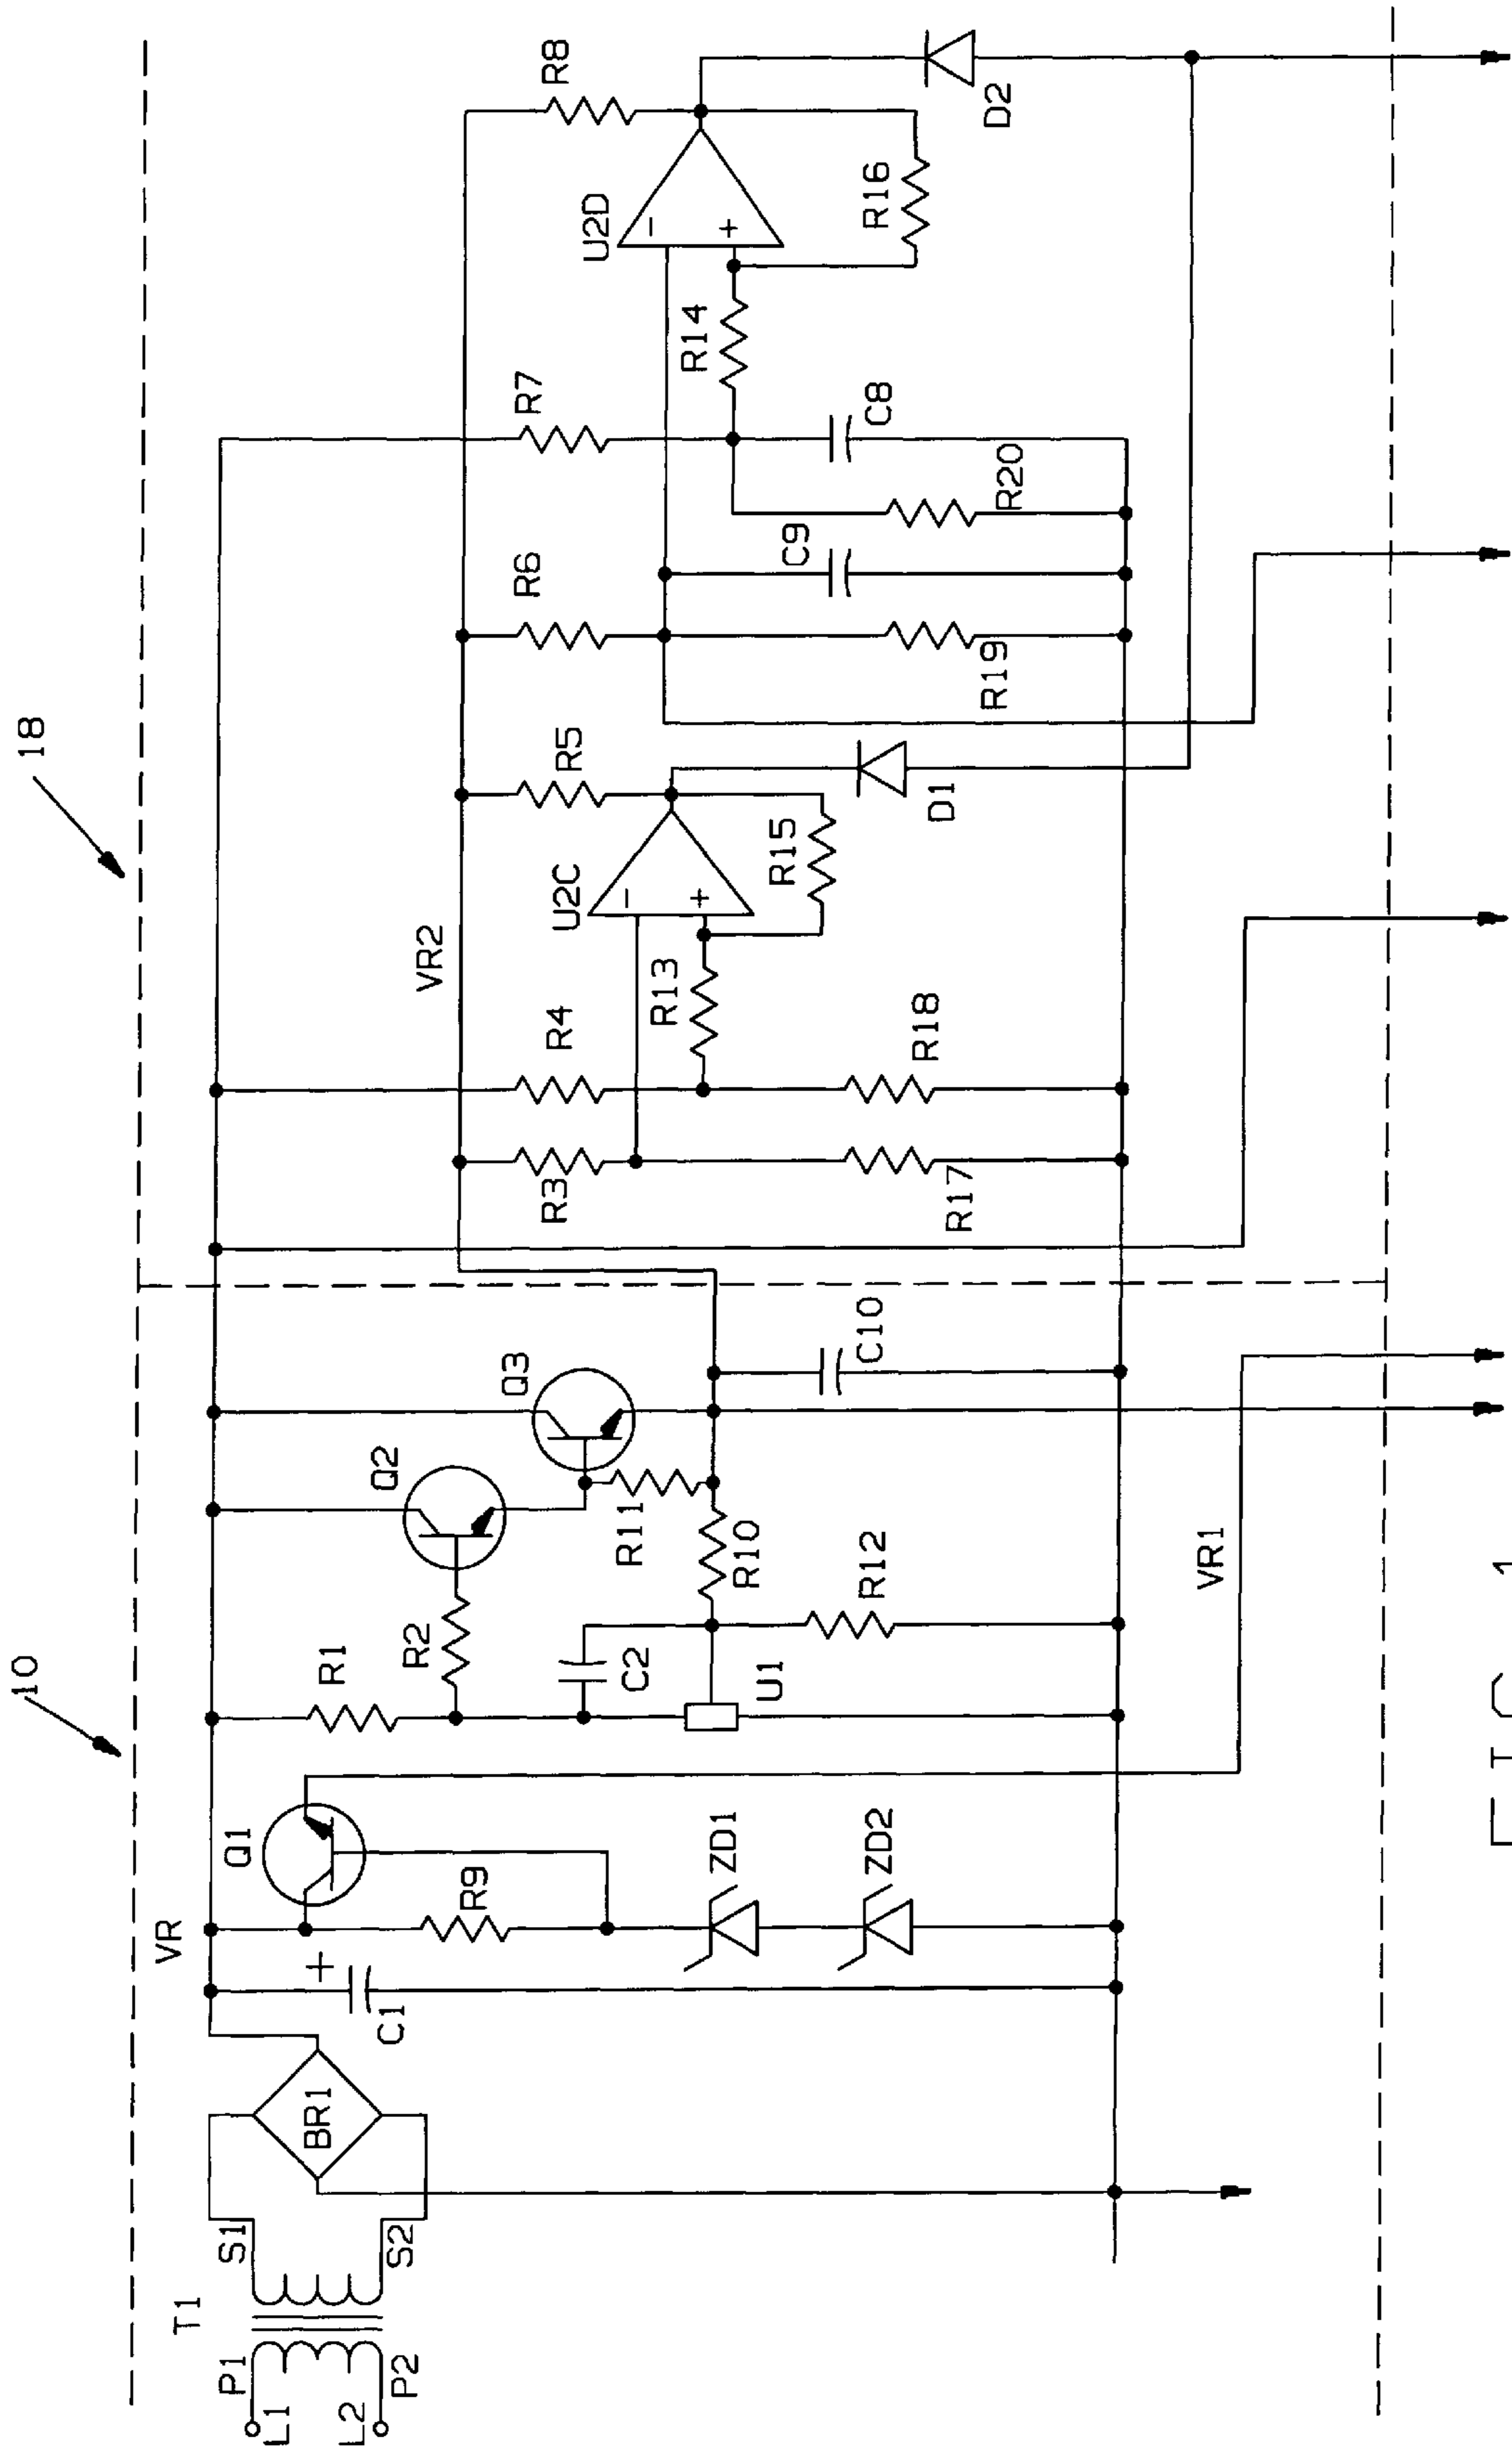 10
18
T1
P1
L1
L2
P2
S1
S2
BR1
VR
C1
+
Q1
R9
ZD1
ZD2
R1
R2
C2
U1
Q2
Q3
R11
R10
R12
C10
VR1
VR2
R3
R4
R13
R17
R18
U2C
-
+
R5
R15
D1
R6
R19
C9
R20
R7
C8
R14
U2D
-
+
R8
R16
D2